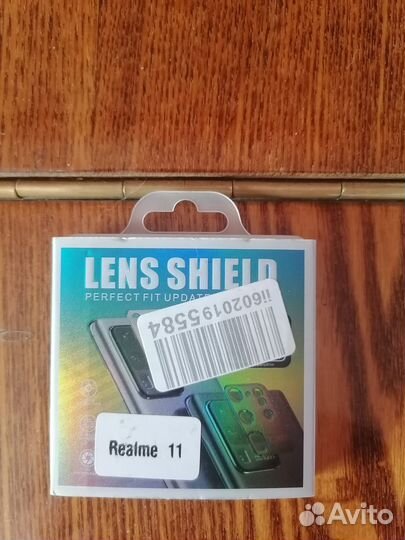 LENS SHIELD
PERFECT FIT UPDATE
ii6020195584
Realme 11
Avito